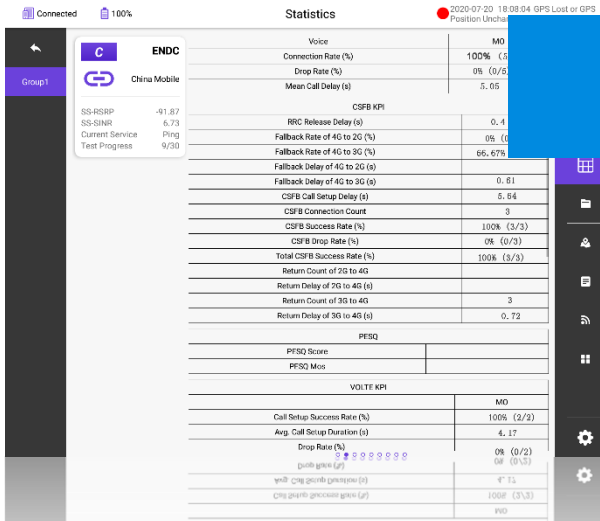 Connected 100% Statistics 2020-07-20 18:08:04 GPS Lost or GPS
Position
Group1
C ENDC
China Mobile
SS-RSRP -91.87
SS-SINR 6.73
Current Service Ping
Test Progress 9/30
Voice MO
Connection Rate (%) 100%
Drop Rate (%) 0% (0/5
Mean Call Delay (s) 5.05
CSFB KPI
RRC Release Delay (s) 0.4
Fallback Rate of 4G to 2G (%) 0%
Fallback Rate of 4G to 3G (%) 66.67%
Fallback Delay of 4G to 2G (s)
Fallback Delay of 4G to 3G (s) 0.61
CSFB Call Setup Delay (s) 5.64
CSFB Connection Count 3
CSFB Success Rate (%) 100% (3/3)
CSFB Drop Rate (%) 0% (0/3)
Total CSFB Success Rate (%) 100% (3/3)
Return Count of 2G to 4G
Return Delay of 2G to 4G (s)
Return Count of 3G to 4G 3
Return Delay of 3G to 4G (s) 0.72
PESQ
PESQ Score
PESQ Mos
VOLTE KPI
MO
Call Setup Success Rate (%) 100% (2/2)
Avg. Call Setup Duration (s) 4.17
Drop Rate (%) 0% (0/2)